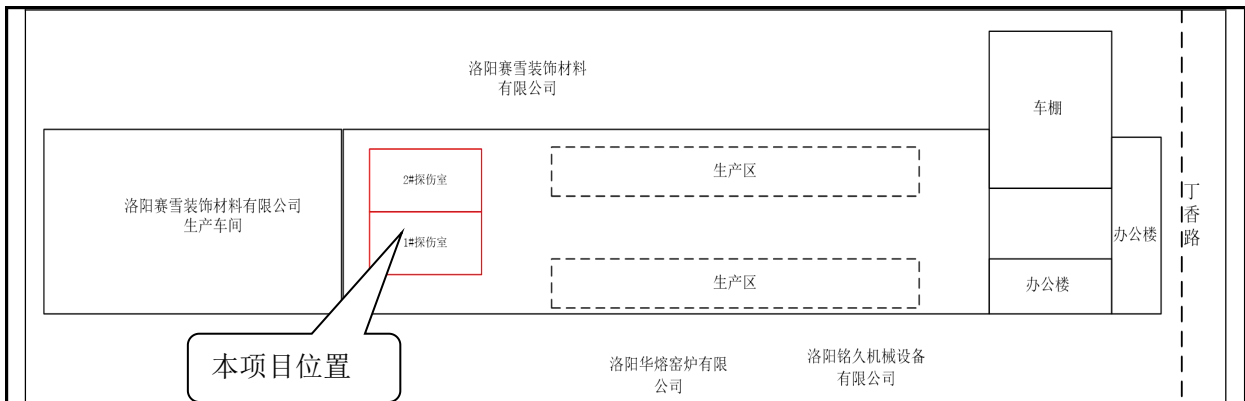 洛阳赛雪装饰材料
有限公司
车棚
生产区
2#探伤室
洛阳赛雪装饰材料有限公司
生产车间
1#探伤室
丁香路
办公楼
生产区
办公楼
本项目位置
洛阳华熔窑炉有限
公司
洛阳铭久机械设备
有限公司